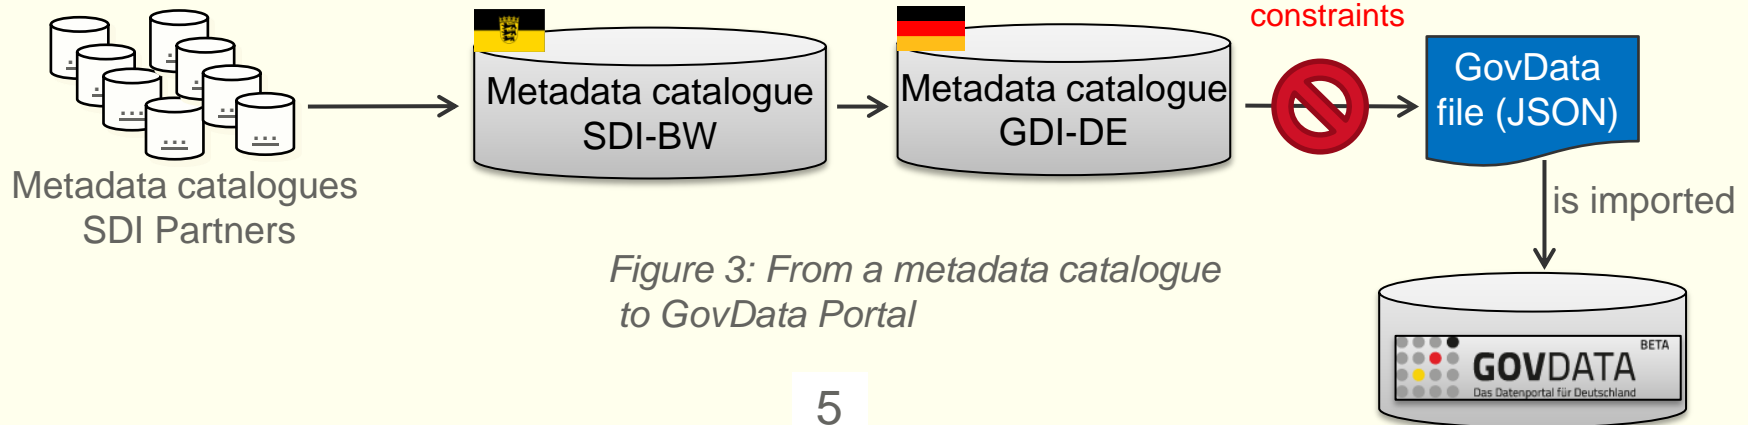 constraints
Metadata catalogue
SDI-BW
Metadata catalogue
GDI-DE
GovData
file (JSON)
...
...
...
...
...
...
...
...
Metadata catalogues
SDI Partners
is imported
Figure 3: From a metadata catalogue
to GovData Portal
BETA
GOVDATA
Das Datenportal für Deutschland
5